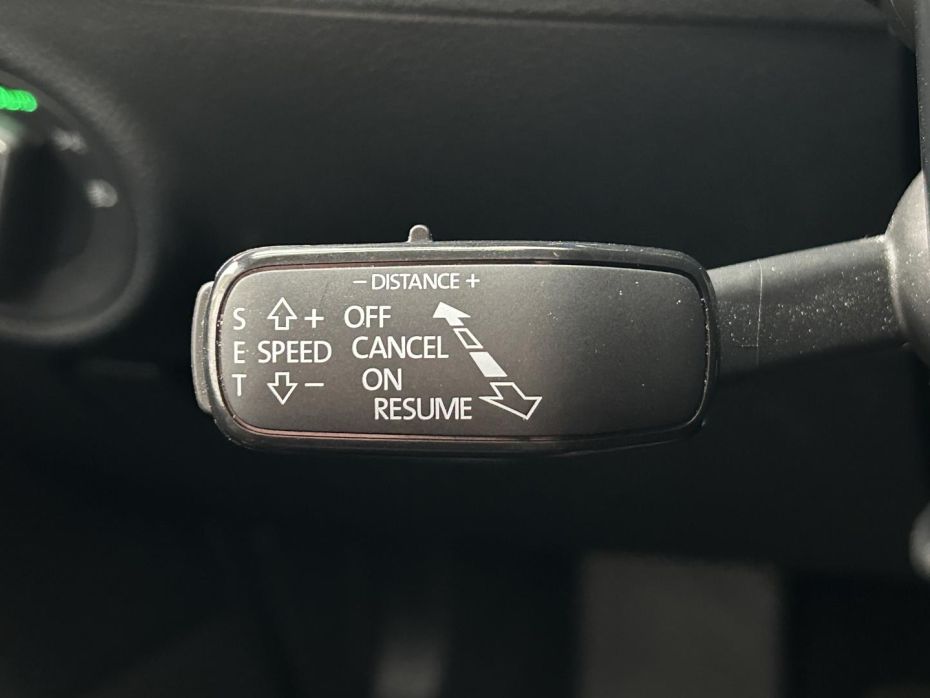 − DISTANCE +
S + OFF
E SPEED CANCEL
T − ON
RESUME